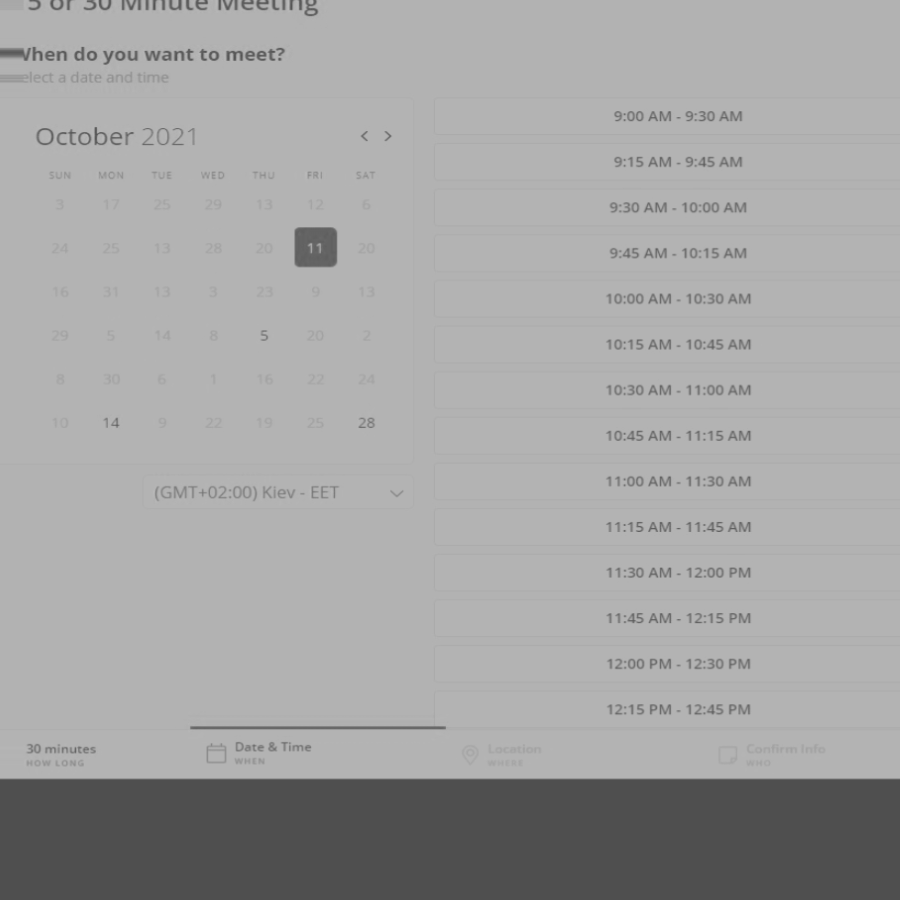 5 or 30 Minute Meeting
When do you want to meet?
elect a date and time
October 2021
< >
SUN MON TUE WED THU FRI SAT
3 17 25 29 13 12 6
24 25 13 28 20 11 20
16 31 13 3 23 9 13
29 5 14 8 5 20 2
8 30 6 1 16 22 24
10 14 9 22 19 25 28
(GMT+02:00) Kiev - EET
9:00 AM - 9:30 AM
9:15 AM - 9:45 AM
9:30 AM - 10:00 AM
9:45 AM - 10:15 AM
10:00 AM - 10:30 AM
10:15 AM - 10:45 AM
10:30 AM - 11:00 AM
10:45 AM - 11:15 AM
11:00 AM - 11:30 AM
11:15 AM - 11:45 AM
11:30 AM - 12:00 PM
11:45 AM - 12:15 PM
12:00 PM - 12:30 PM
12:15 PM - 12:45 PM
30 minutes
HOW LONG
Date & Time
WHEN
Location
WHERE
Confirm Info
WHO